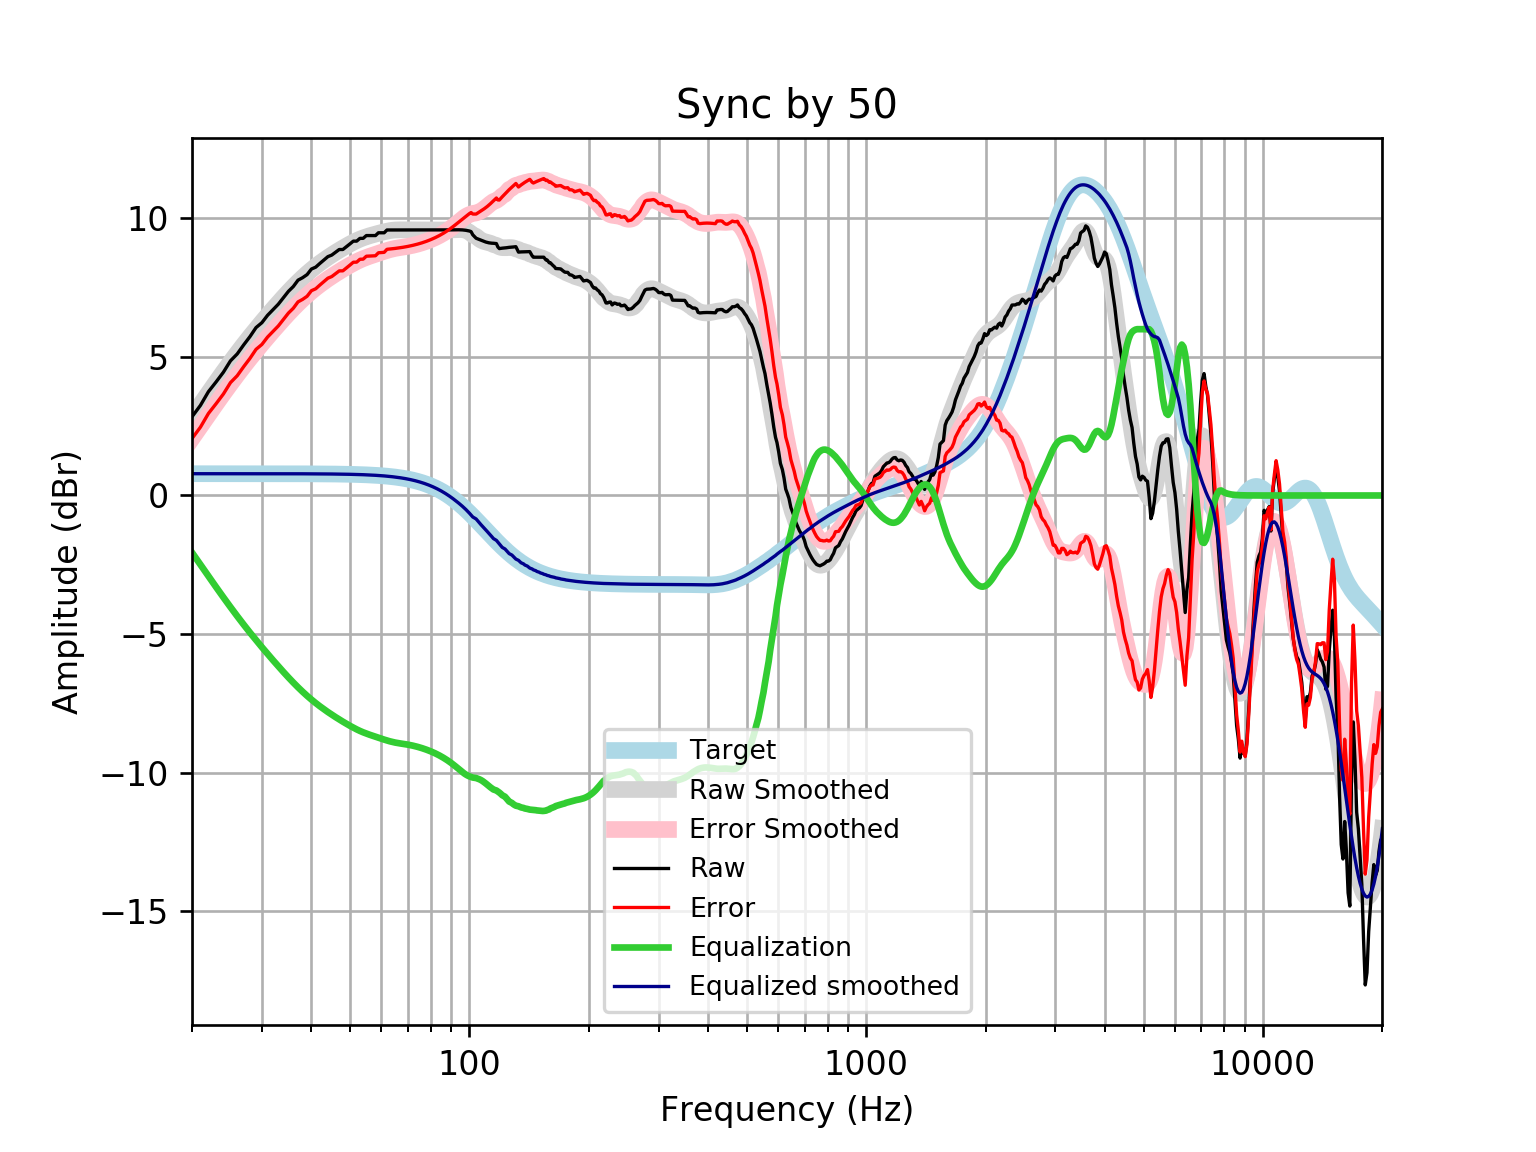 Sync by 50
Amplitude (dBr)
10
5
0
−5
−10
−15
Target
Raw Smoothed
Error Smoothed
Raw
Error
Equalization
Equalized smoothed
100
1000
10000
Frequency (Hz)